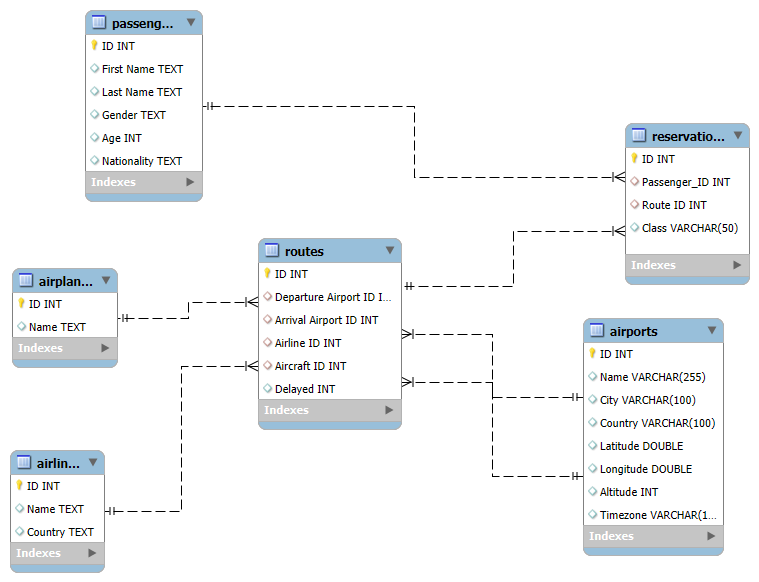 passeng...
ID INT
First Name TEXT
Last Name TEXT
Gender TEXT
Age INT
Nationality TEXT
Indexes
reservatio...
ID INT
Passenger_ID INT
Route ID INT
Class VARCHAR(50)
Indexes
routes
ID INT
Departure Airport ID I...
Arrival Airport ID INT
Airline ID INT
Aircraft ID INT
Delayed INT
Indexes
airplan...
ID INT
Name TEXT
Indexes
airports
ID INT
Name VARCHAR(255)
City VARCHAR(100)
Country VARCHAR(100)
Latitude DOUBLE
Longitude DOUBLE
Altitude INT
Timezone VARCHAR(1...
Indexes
airlin...
ID INT
Name TEXT
Country TEXT
Indexes